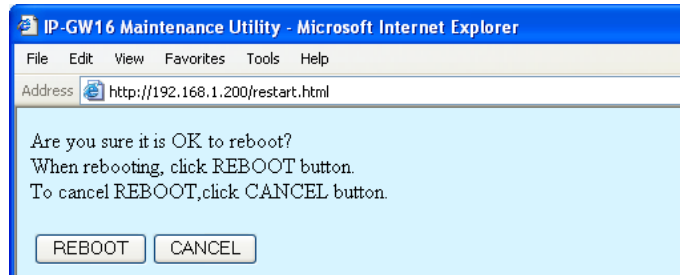 IP-GW16 Maintenance Utility - Microsoft Internet Explorer
File Edit View Favorites Tools Help
Address http://192.168.1.200/restart.html
Are you sure it is OK to reboot?
When rebooting, click REBOOT button.
To cancel REBOOT,click CANCEL button.
REBOOT CANCEL